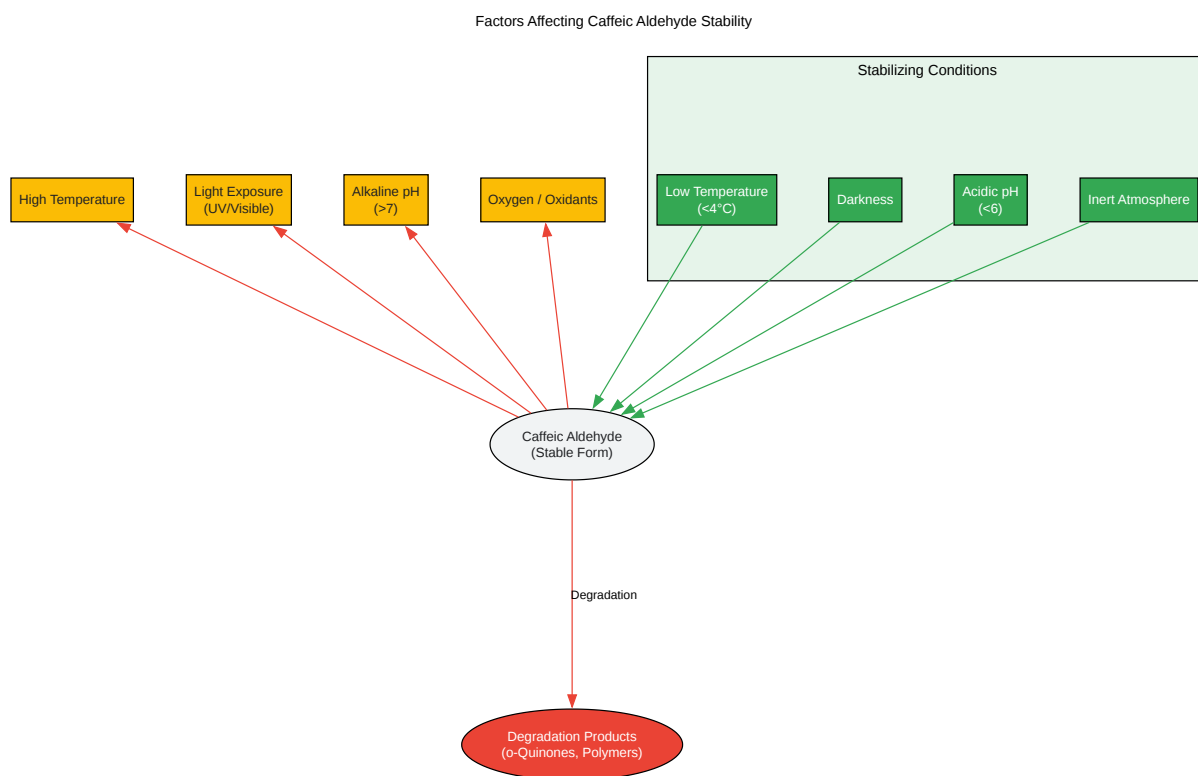 Factors Affecting Caffeic Aldehyde Stability
Stabilizing Conditions
High Temperature
Light Exposure
(UV/Visible)
Alkaline pH
(>7)
Oxygen / Oxidants
Low Temperature
(<4°C)
Darkness
Acidic pH
(<6)
Inert Atmosphere
Caffeic Aldehyde
(Stable Form)
Degradation
Degradation Products
(o-Quinones, Polymers)